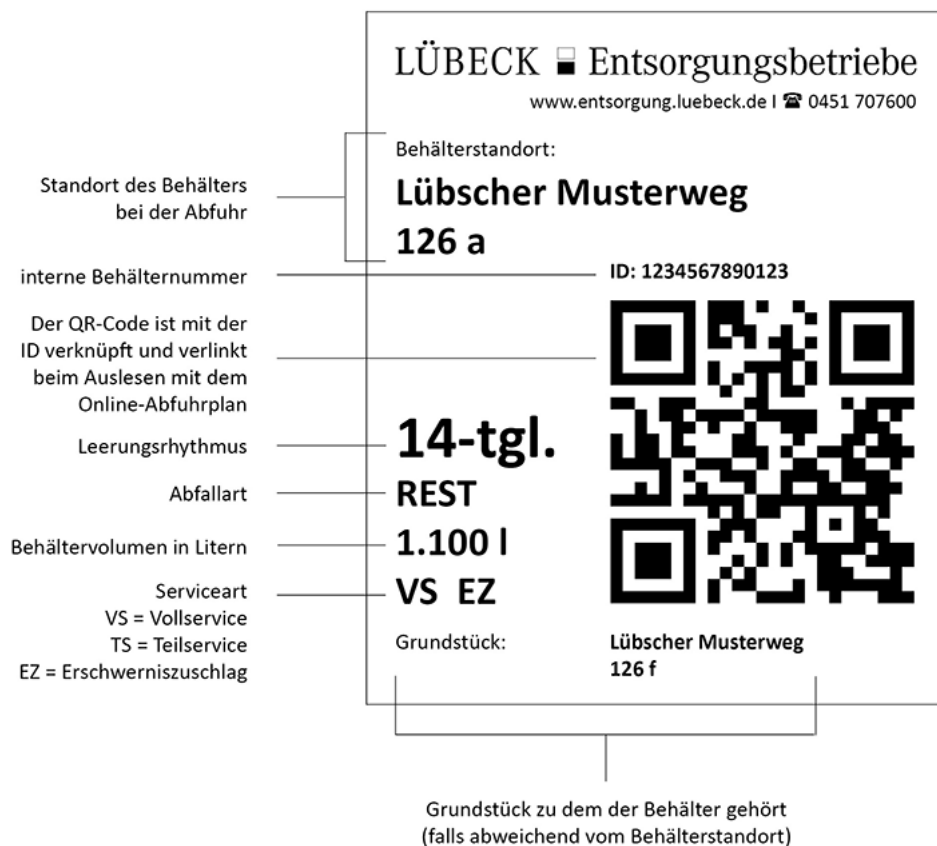 LÜBECK Entsorgungsbetriebe
www.entsorgung.luebeck.de I ☎ 0451 707600
Behälterstandort:
Standort des Behälters
bei der Abfuhr
Lübscher Musterweg
126 a
interne Behälternummer
ID: 1234567890123
Der QR-Code ist mit der
ID verknüpft und verlinkt
beim Auslesen mit dem
Online-Abfuhrplan
Leerungsrhythmus
14-tgl.
Abfallart
REST
Behältervolumen in Litern
1.100 l
Serviceart
VS = Vollservice
TS = Teilservice
EZ = Erschwerniszuschlag
VS EZ
Grundstück:
Lübscher Musterweg
126 f
Grundstück zu dem der Behälter gehört
(falls abweichend vom Behälterstandort)